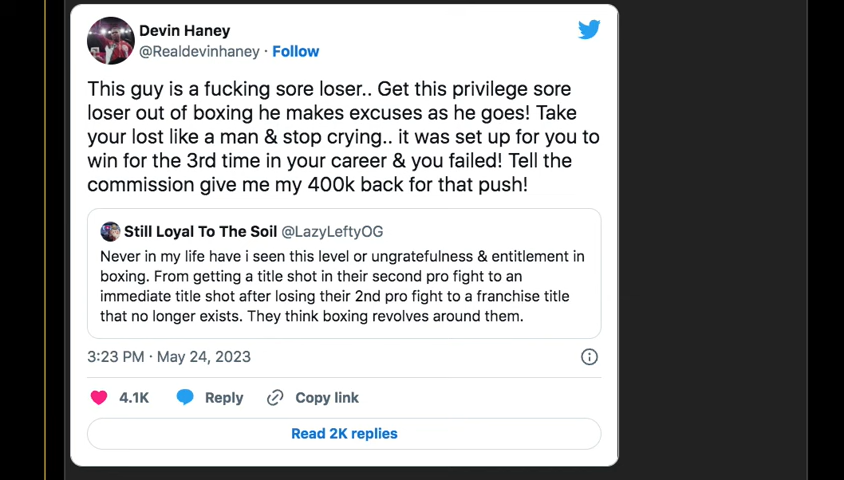 Devin Haney
@Realdevinhaney · Follow
This guy is a fucking sore loser.. Get this privilege sore
loser out of boxing he makes excuses as he goes! Take
your lost like a man & stop crying.. it was set up for you to
win for the 3rd time in your career & you failed! Tell the
commission give me my 400k back for that push!
Still Loyal To The Soil @LazyLeftyOG
Never in my life have i seen this level or ungratefulness & entitlement in
boxing. From getting a title shot in their second pro fight to an
immediate title shot after losing their 2nd pro fight to a franchise title
that no longer exists. They think boxing revolves around them.
3:23 PM · May 24, 2023
4.1K Reply Copy link
Read 2K replies